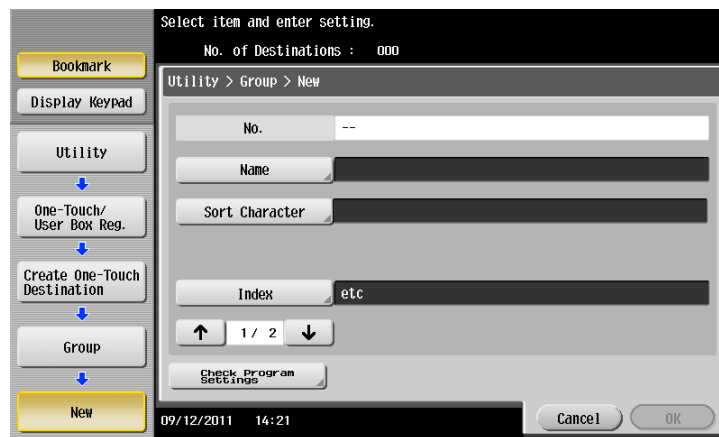 Select item and enter setting.
No. of Destinations : 000
Bookmark
Display Keypad
Utility
One-Touch/
User Box Reg.
Create One-Touch
Destination
Group
New
Utility > Group > New
No. --
Name
Sort Character
Index etc
↑ 1/ 2 ↓
Check Program
Settings
09/12/2011 14:21
Cancel OK